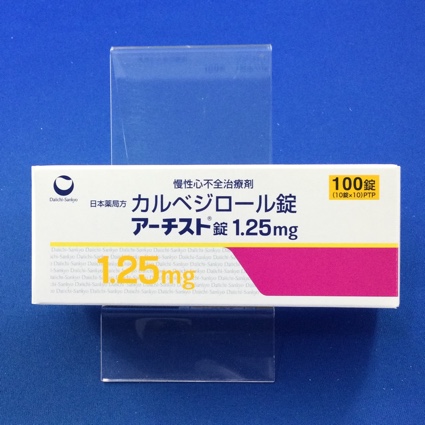 慢性心不全治療剤
日本薬局方 カルベジロール錠
アーチスト®錠 1.25mg
100錠
(10錠×10)PTP
Daiichi-Sankyo
1.25mg